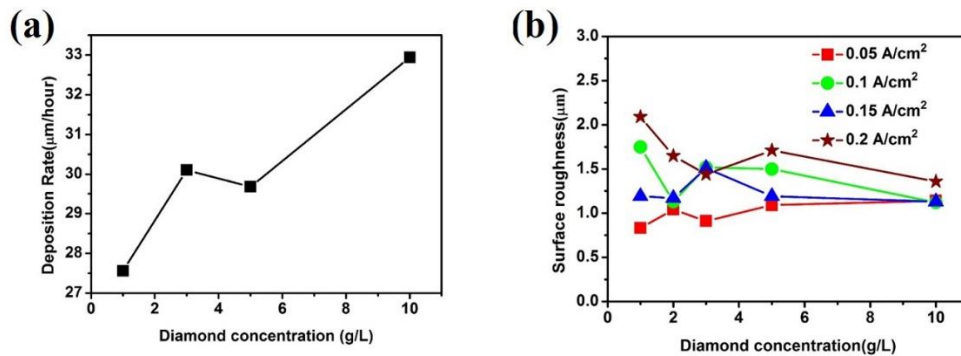 (a)
33
32
31
30
29
28
27
0 2 4 6 8 10
Deposition Rate(μm/hour)
Diamond concentration (g/L)
(b)
3.0
2.5
2.0
1.5
1.0
0.5
0.0
0 2 4 6 8 10
Surface roughness(μm)
Diamond concentration(g/L)
0.05 A/cm²
0.1 A/cm²
0.15 A/cm²
0.2 A/cm²